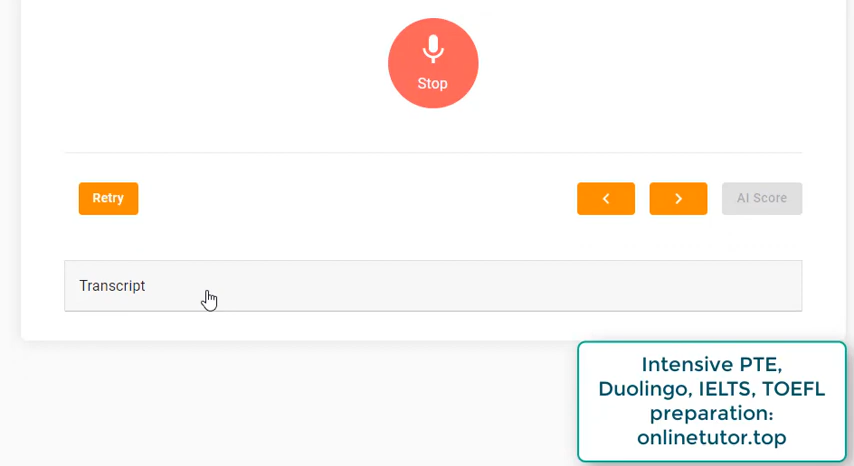 Stop
Retry
AI Score
Transcript
Intensive PTE,
Duolingo, IELTS, TOEFL
preparation:
onlinetutor.top